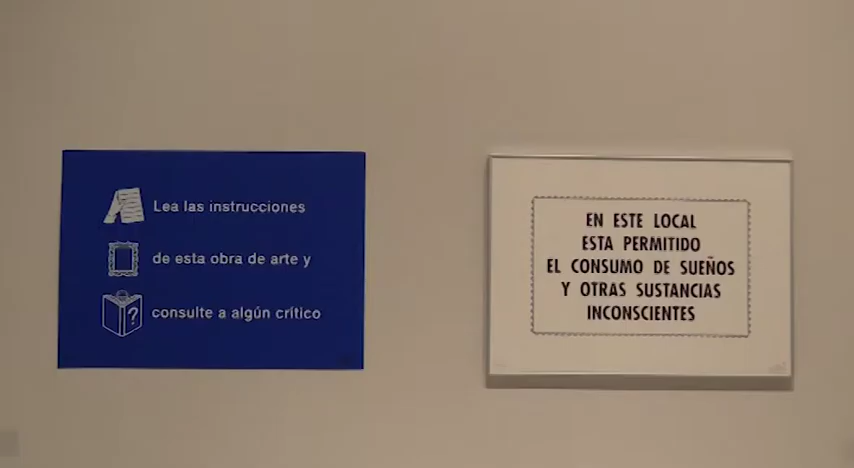 Lea las instrucciones
de esta obra de arte y
consulte a algún crítico
EN ESTE LOCAL
ESTA PERMITIDO
EL CONSUMO DE SUEÑOS
Y OTRAS SUSTANCIAS
INCONSCIENTES